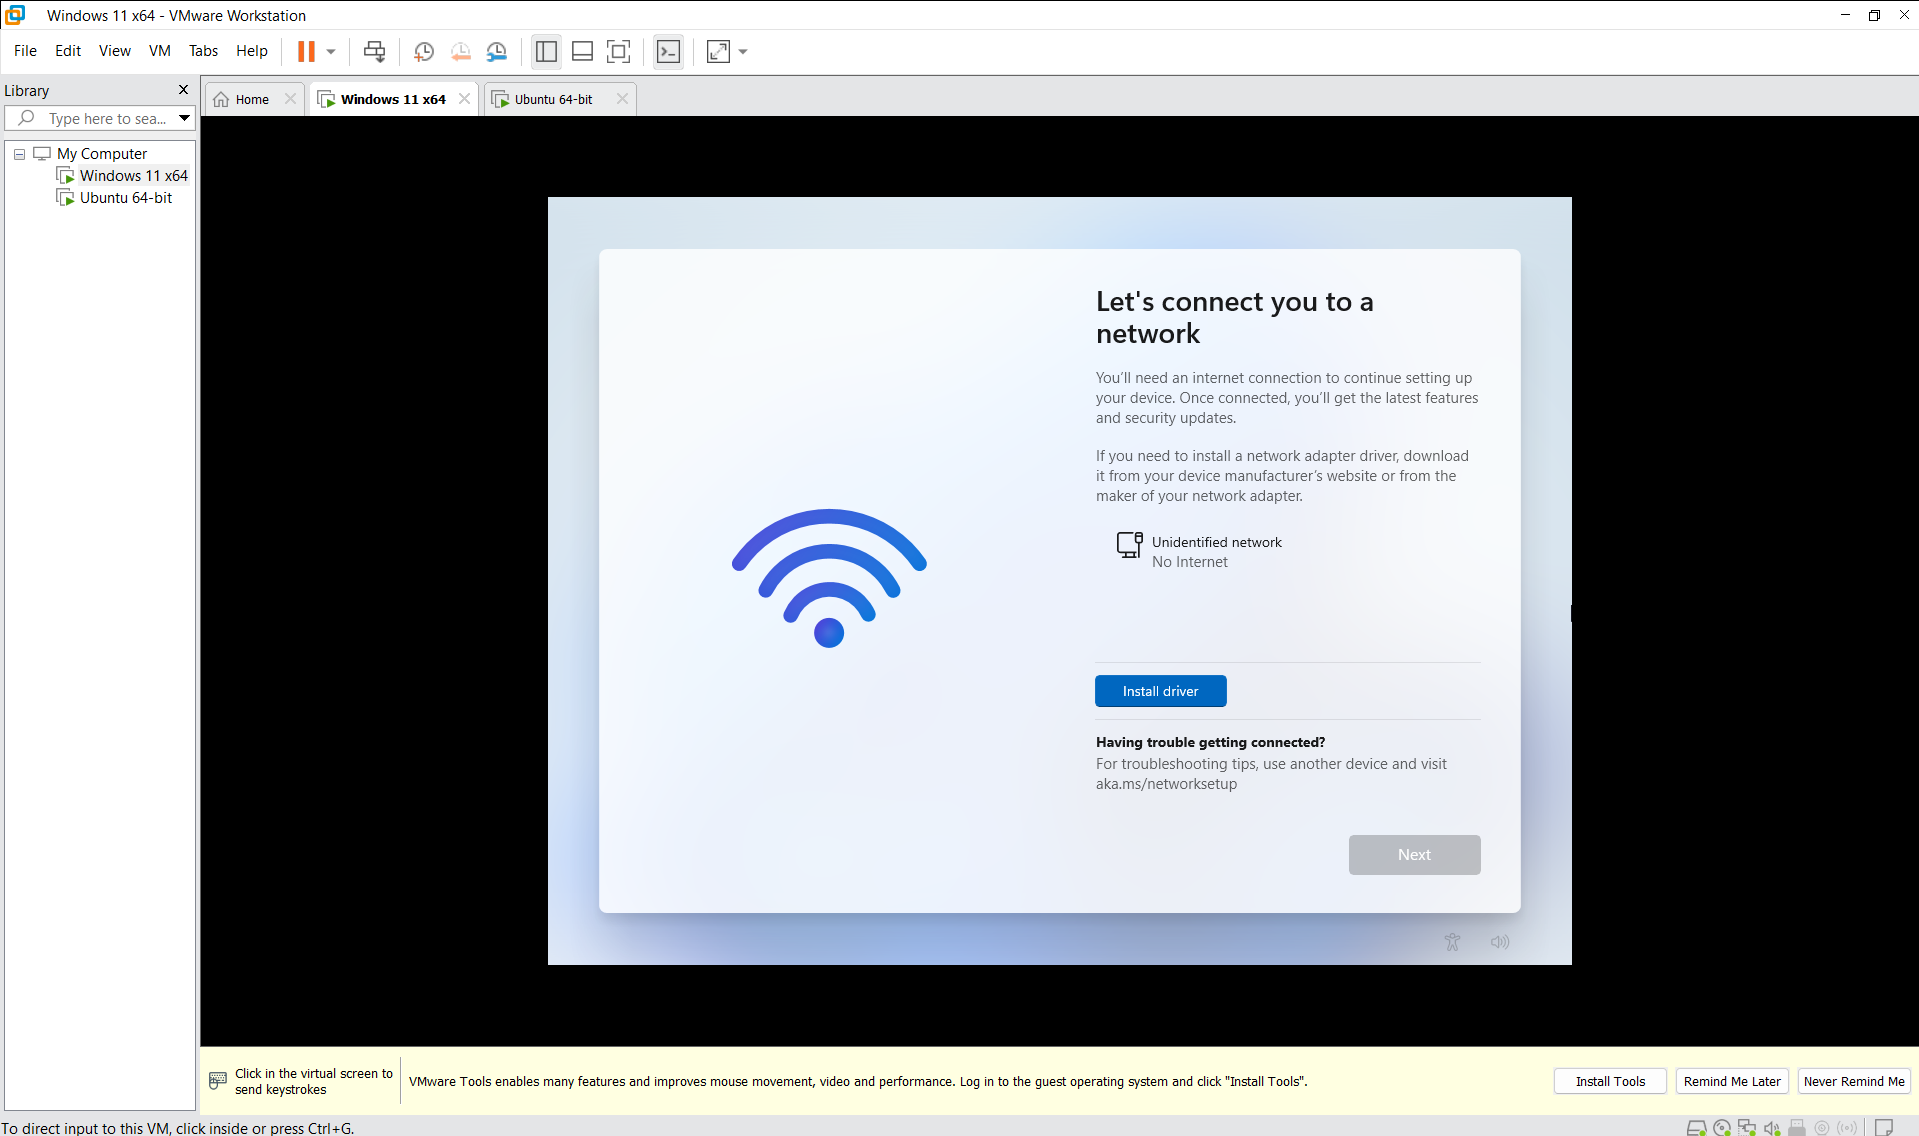 Windows 11 x64 - VMware Workstation
File Edit View VM Tabs Help
Library
Type here to sea...
My Computer
Windows 11 x64
Ubuntu 64-bit
Home
Windows 11 x64
Ubuntu 64-bit
Let's connect you to a
network
You'll need an internet connection to continue setting up
your device. Once connected, you'll get the latest features
and security updates.
If you need to install a network adapter driver, download
it from your device manufacturer's website or from the
maker of your network adapter.
Unidentified network
No Internet
Install driver
Having trouble getting connected?
For troubleshooting tips, use another device and visit
aka.ms/networksetup
Next
Click in the virtual screen to
send keystrokes
VMware Tools enables many features and improves mouse movement, video and performance. Log in to the guest operating system and click "Install Tools".
Install Tools
Remind Me Later
Never Remind Me
To direct input to this VM, click inside or press Ctrl+G.